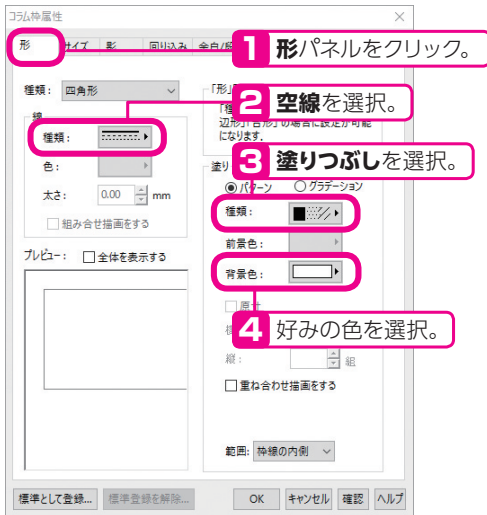 コラム枠属性
形 サイズ 影 回り込み 余白/段
1 形パネルをクリック。
種類： 四角形
2 空線を選択。
線
種類：
色：
太さ： 0.00 mm
組み合せ描画をする
「形」
辺形」「台形」の場合に設定が可能
になります。
3 塗りつぶしを選択。
塗り
パターン グラデーション
種類：
前景色：
背景色：
プレビュー： 全体を表示する
4 好みの色を選択。
縦： 組
重ね合わせ描画をする
範囲： 枠線の内側
標準として登録... 標準登録を解除... OK キャンセル 確認 ヘルプ